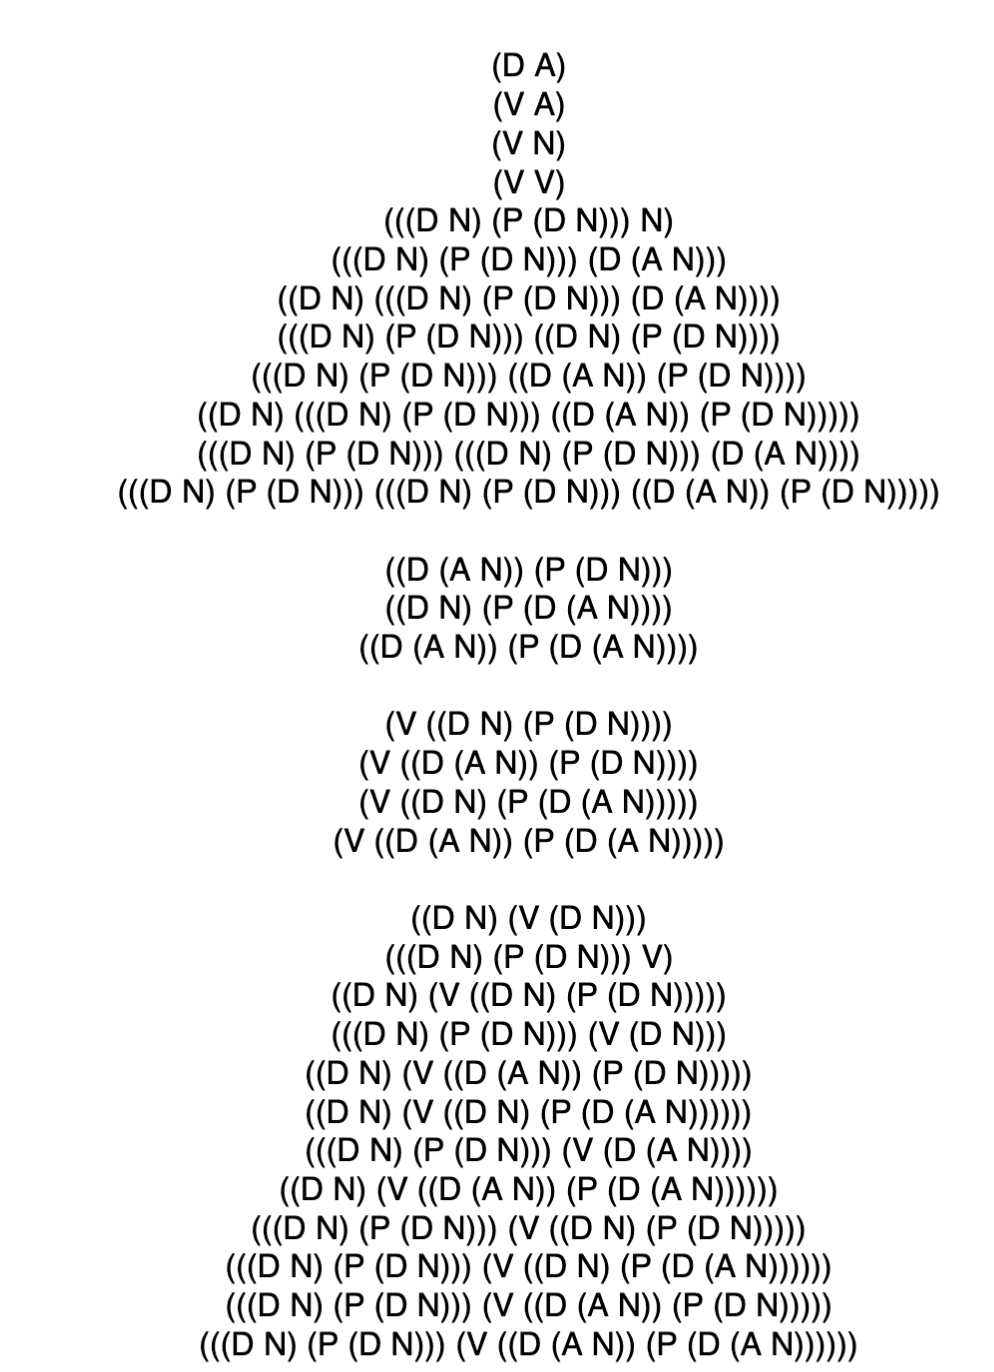 (D A)
(V A)
(V N)
(V V)
(((D N) (P (D N))) N)
(((D N) (P (D N))) (D (A N)))
((D N) (((D N) (P (D N))) (D (A N))))
(((D N) (P (D N))) ((D N) (P (D N))))
(((D N) (P (D N))) ((D (A N)) (P (D N))))
((D N) (((D N) (P (D N))) ((D (A N)) (P (D N)))))
(((D N) (P (D N))) (((D N) (P (D N))) (D (A N))))
(((D N) (P (D N))) (((D N) (P (D N))) ((D (A N)) (P (D N)))))
((D (A N)) (P (D N)))
((D N) (P (D (A N))))
((D (A N)) (P (D (A N))))
(V ((D N) (P (D N))))
(V ((D (A N)) (P (D N))))
(V ((D N) (P (D (A N)))))
(V ((D (A N)) (P (D (A N)))))
((D N) (V (D N)))
(((D N) (P (D N))) V)
((D N) (V ((D N) (P (D N)))))
(((D N) (P (D N))) (V (D N)))
((D N) (V ((D (A N)) (P (D N)))))
((D N) (V ((D N) (P (D (A N))))))
(((D N) (P (D N))) (V (D (A N))))
((D N) (V ((D (A N)) (P (D (A N))))))
(((D N) (P (D N))) (V ((D N) (P (D N)))))
(((D N) (P (D N))) (V ((D N) (P (D (A N))))))
(((D N) (P (D N))) (V ((D (A N)) (P (D N)))))
(((D N) (P (D N))) (V ((D (A N)) (P (D (A N))))))